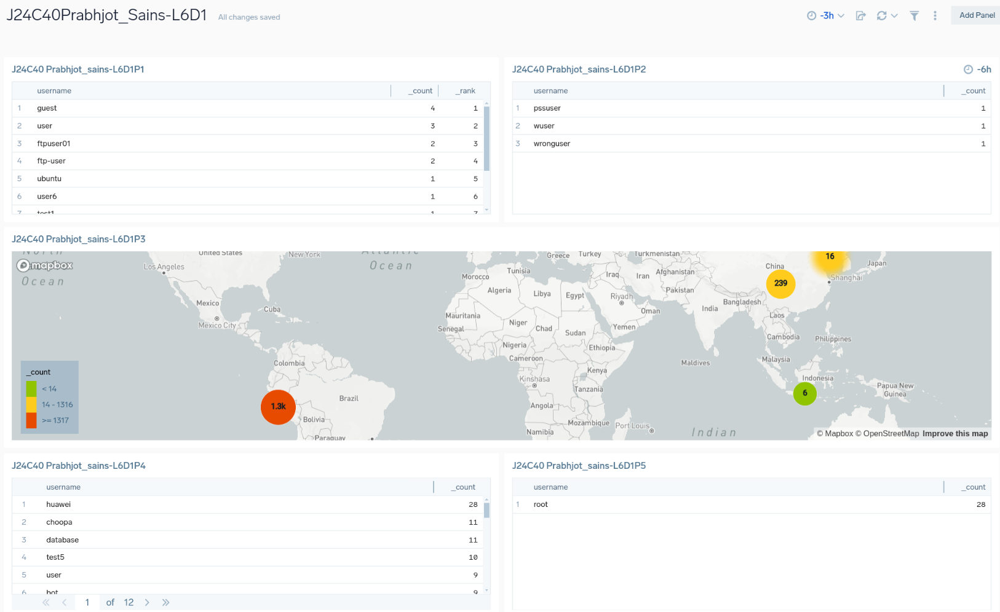 J24C40Prabhjot_Sains-L6D1 All changes saved -3h Add Panel
J24C40 Prabhjot_sains-L6D1P1
username _count _rank
1 guest 4 1
2 user 3 2
3 ftpuser01 2 3
4 ftp-user 2 4
5 ubuntu 1 5
6 user6 1 6
7 test1 1 7
J24C40 Prabhjot_sains-L6D1P2 -6h
username _count
1 pssuser 1
2 wuser 1
3 wronguser 1
J24C40 Prabhjot_sains-L6D1P3
North
Ocean
mapbox
United States
New York
Los Angeles
Atlantic
Ocean
Mexico
Mexico City
Cuba
Colombia
Brazil
Bolivia
Paraguay
1.3k
Greece
Turkey
Turkmenistan
Tunisia
Morocco
Algeria
Libya
Egypt
Iraq
Iran
Afghanistan
Pakistan
Riyadh
Oman
Yemen
Mauritania
Senegal
Niger
Chad
Sudan
Nigeria
Ethiopia
Cameroon
Kenya
Kinshasa
Tanzania
Angola
Mozambique
Namibia
Port Louis
Indian
Maldives
India
Bangladesh
China
239
16
Japan
Shanghai
Laos
Cambodia
Philippines
Malaysia
Indonesia
6
Papua New
Guinea
_count
< 14
14 - 1316
>= 1317
© Mapbox © OpenStreetMap Improve this map
J24C40 Prabhjot_sains-L6D1P4
username _count
1 huawei 28
2 choopa 11
3 database 11
4 test5 10
5 user 9
6 bot 9
1 of 12
J24C40 Prabhjot_sains-L6D1P5
username _count
1 root 28